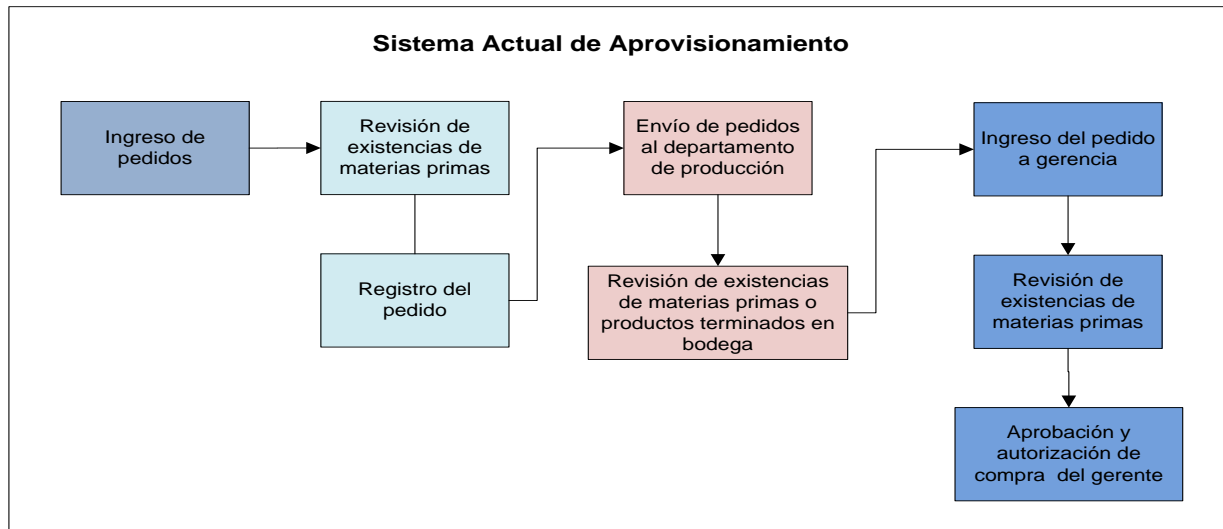 Sistema Actual de Aprovisionamiento
Ingreso de
pedidos
Revisión de
existencias de
materias primas
Registro del
pedido
Envío de pedidos
al departamento
de producción
Revisión de existencias
de materias primas o
productos terminados en
bodega
Ingreso del pedido
a gerencia
Revisión de
existencias de
materias primas
Aprobación y
autorización de
compra del gerente